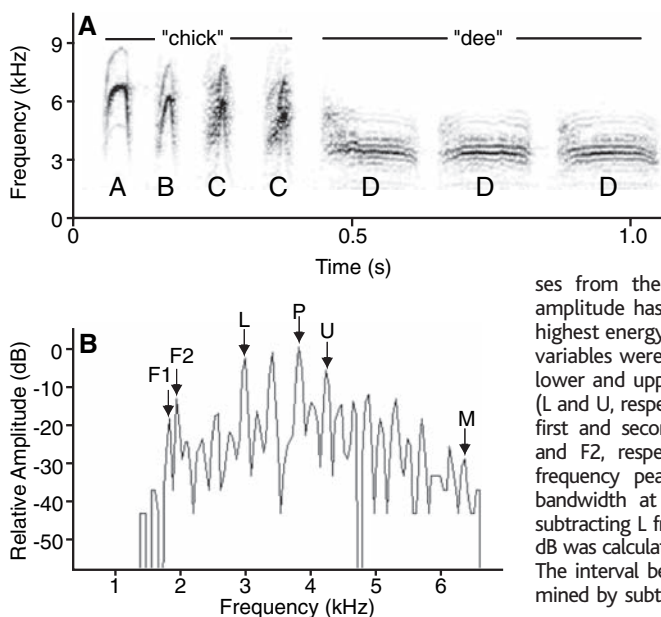 A
"chick"
"dee"
9
6
3
0
Frequency (kHz)
A B C C D D D
0 0.5 1.0
Time (s)
B
F1 F2 L P U M
0
-10
-20
-30
-40
-50
Relative Amplitude (dB)
1 2 3 4 5 6
Frequency (kHz)
ses from the
amplitude has
highest energy
variables were
lower and upp
(L and U, respe
first and secon
and F2, respe
frequency pea
bandwidth at
subtracting L fr
dB was calculat
The interval be
mined by subt